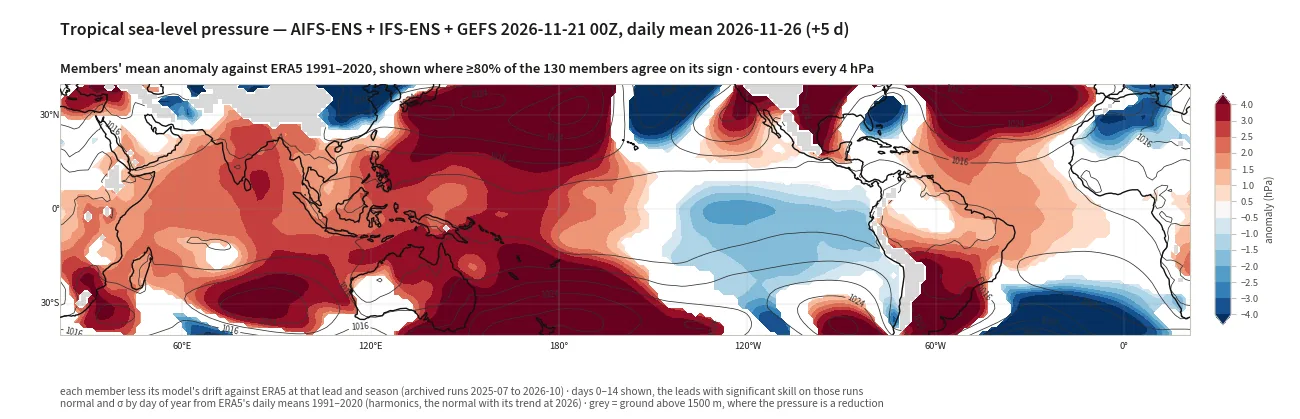 Tropical sea-level pressure — AIFS-ENS + IFS-ENS + GEFS 2026-11-21 00Z, daily mean 2026-11-26 (+5 d)
Members' mean anomaly against ERA5 1991–2020, shown where ≥80% of the 130 members agree on its sign · contours every 4 hPa
30°N
0°
30°S
60°E
120°E
180°
120°W
60°W
0°
1016
1016
1016
1016
1024
1016
1016
1016
4.0
3.0
2.5
2.0
1.5
1.0
0.5
−0.5
−1.0
−1.5
−2.0
−2.5
−3.0
−4.0
anomaly (hPa)
each member less its model's drift against ERA5 at that lead and season (archived runs 2025-07 to 2026-10) · days 0–14 shown, the leads with significant skill on those runs
normal and σ by day of year from ERA5's daily means 1991–2020 (harmonics, the normal with its trend at 2026) · grey = ground above 1500 m, where the pressure is a reduction